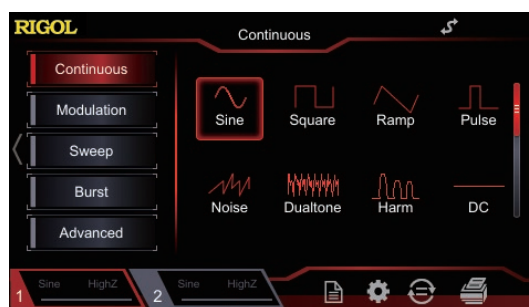 RIGOL
Continuous
Continuous
Modulation
Sweep
Burst
Advanced
Sine
Square
Ramp
Pulse
Noise
Dualtone
Harm
DC
1
Sine
HighZ
2
Sine
HighZ